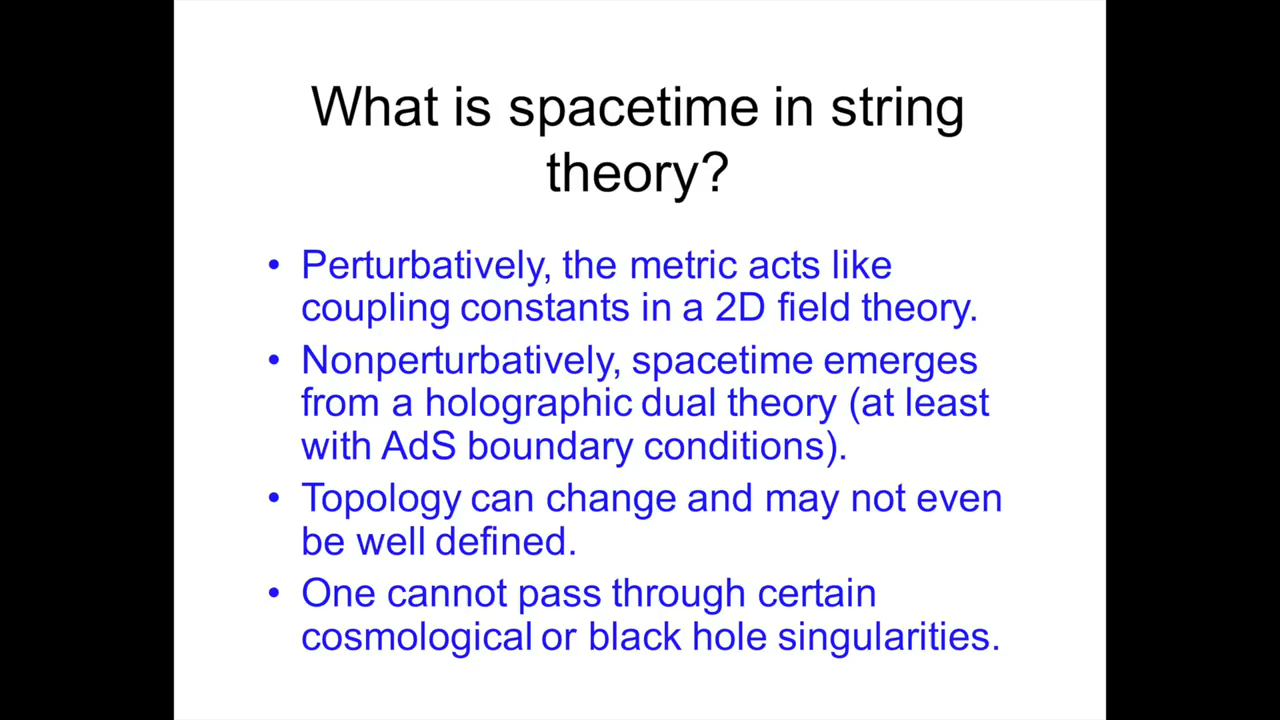 What is spacetime in string
theory?
• Perturbatively, the metric acts like
coupling constants in a 2D field theory.
• Nonperturbatively, spacetime emerges
from a holographic dual theory (at least
with AdS boundary conditions).
• Topology can change and may not even
be well defined.
• One cannot pass through certain
cosmological or black hole singularities.